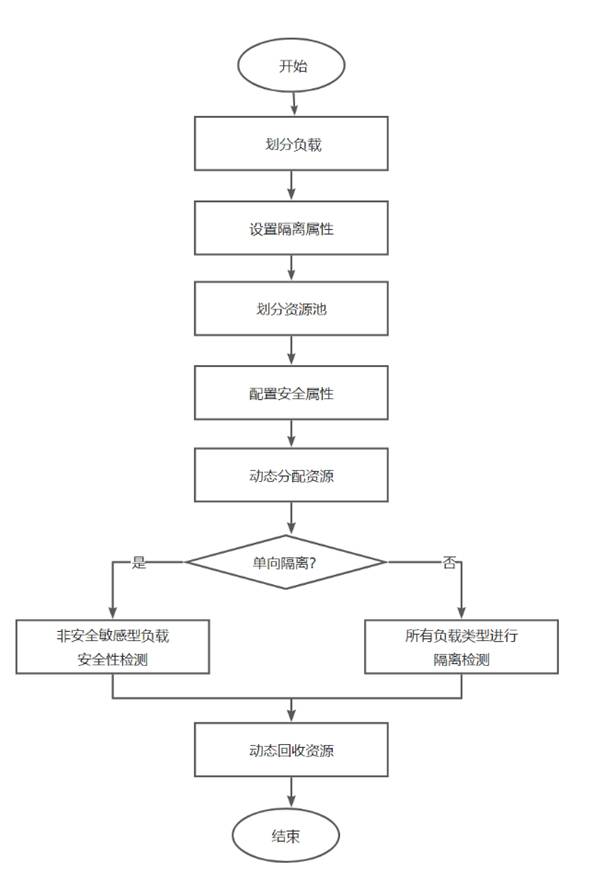 开始
划分负载
设置隔离属性
划分资源池
配置安全属性
动态分配资源
单向隔离?
是
否
非安全敏感型负载
安全性检测
所有负载类型进行
隔离检测
动态回收资源
结束